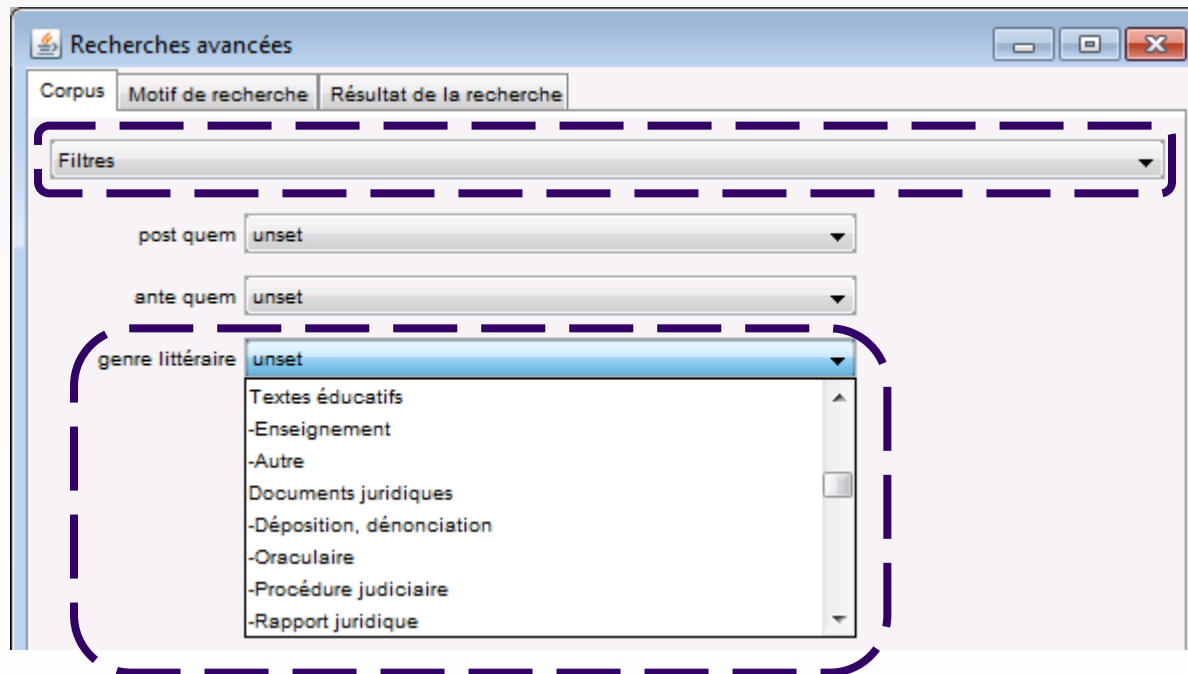 Recherches avancées
Corpus Motif de recherche Résultat de la recherche
Filtres
post quem unset
ante quem unset
genre littéraire unset
Textes éducatifs
-Enseignement
-Autre
Documents juridiques
-Déposition, dénonciation
-Oraculaire
-Procédure judiciaire
-Rapport juridique